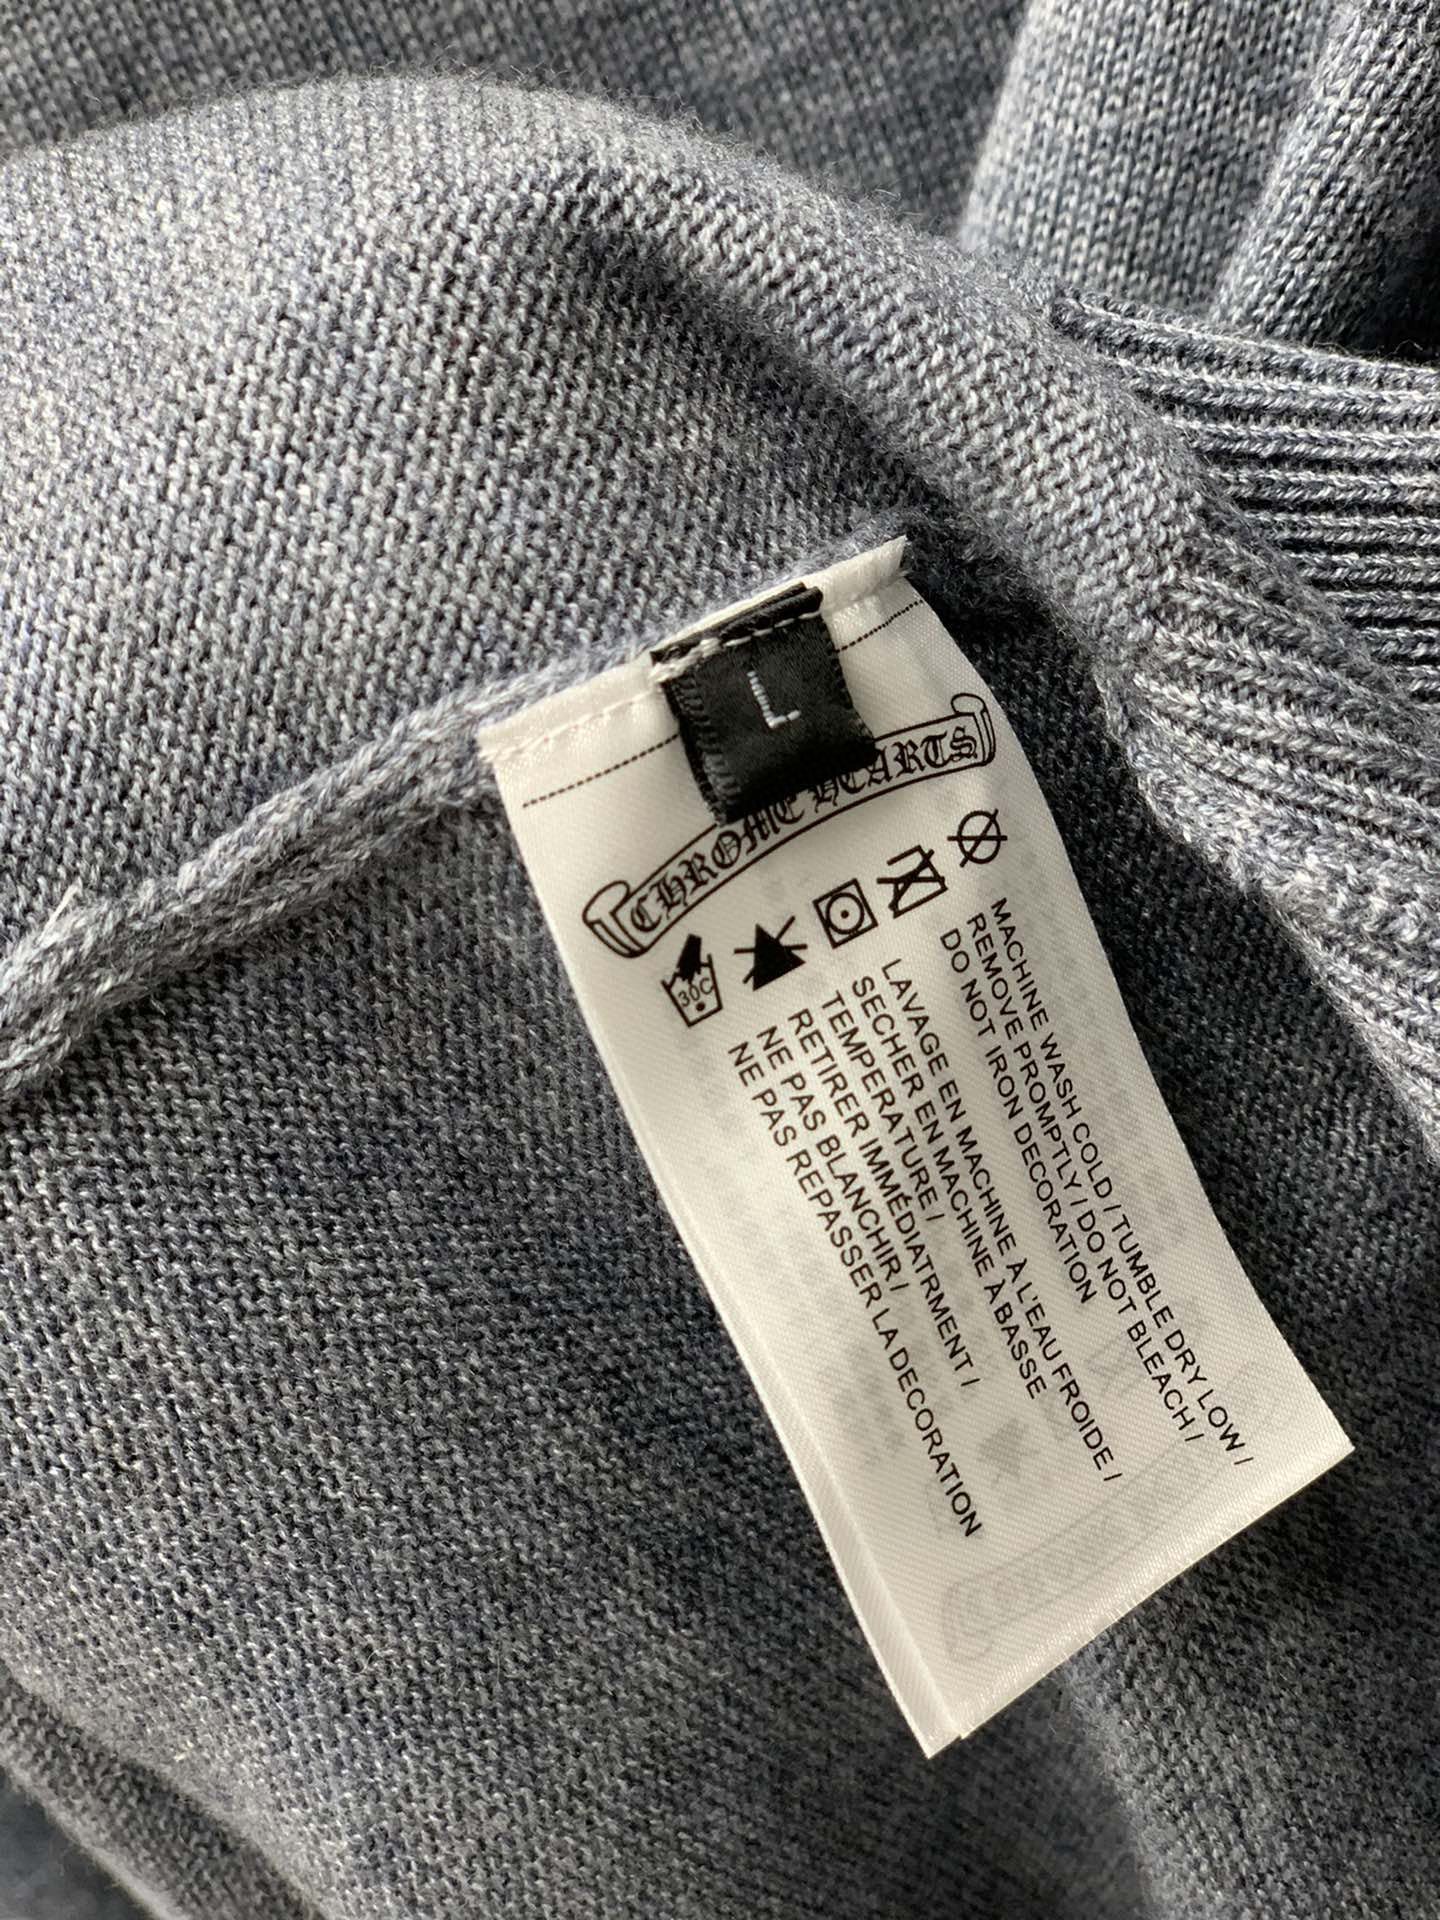 L
CHROME HEARTS
30C
MACHINE WASH COLD / TUMBLE DRY LOW /
REMOVE PROMPTLY / DO NOT BLEACH /
DO NOT IRON DECORATION
LAVAGE EN MACHINE À L'EAU FROIDE /
SECHER EN MACHINE À BASSE
TEMPERATURE /
RETIRER IMMÉDIATRMENT /
NE PAS BLANCHIR /
NE PAS REPASSER LA DECORATION